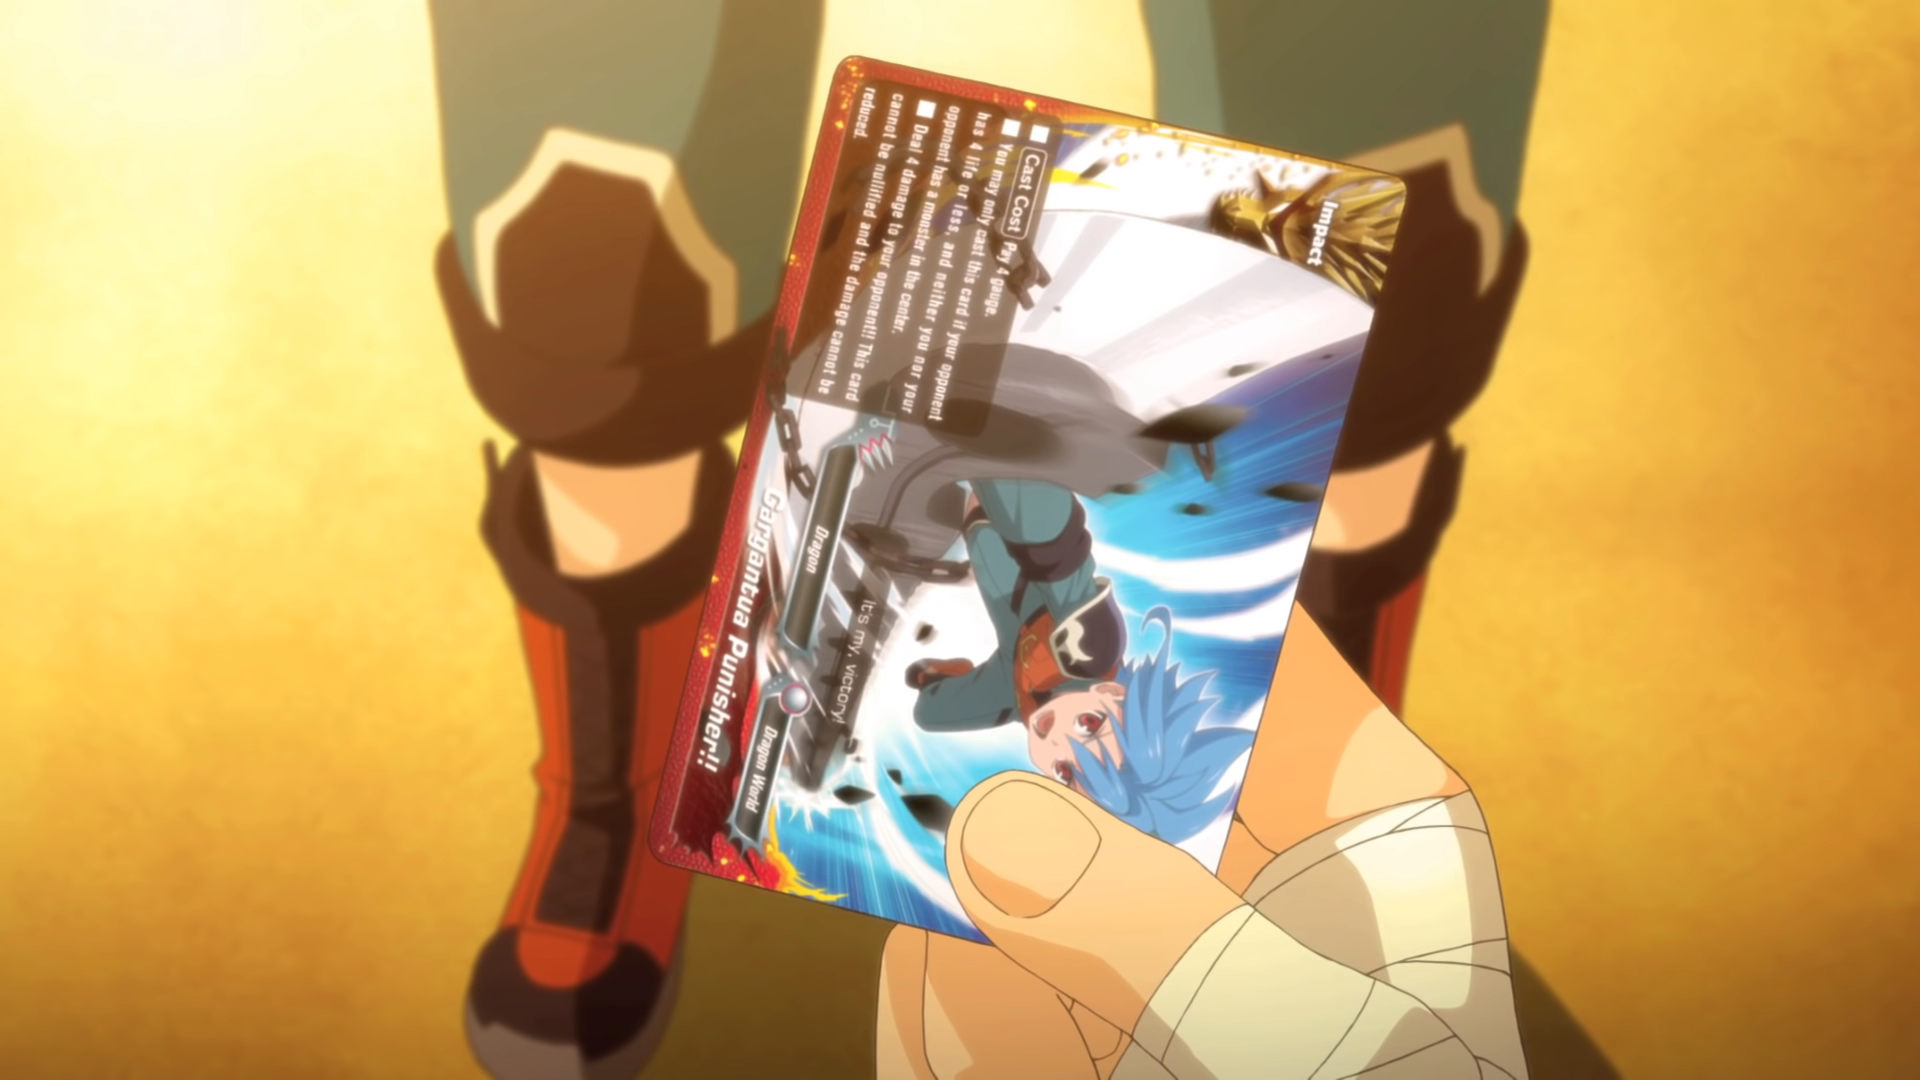 Impact
■ Cast Cost Pay 4 gauge.
■ You may only cast this card if your opponent
has 4 life or less, and neither you nor your
opponent has a monster in the center.
■ Deal 4 damage to your opponent!! This card
cannot be nullified and the damage cannot be
reduced.
It's my, victory!
Dragon
Dragon World
Gargantua Punisher!!